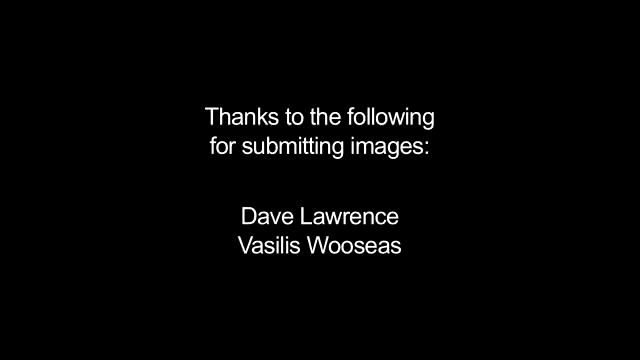 Thanks to the following
for submitting images:
Dave Lawrence
Vasilis Wooseas